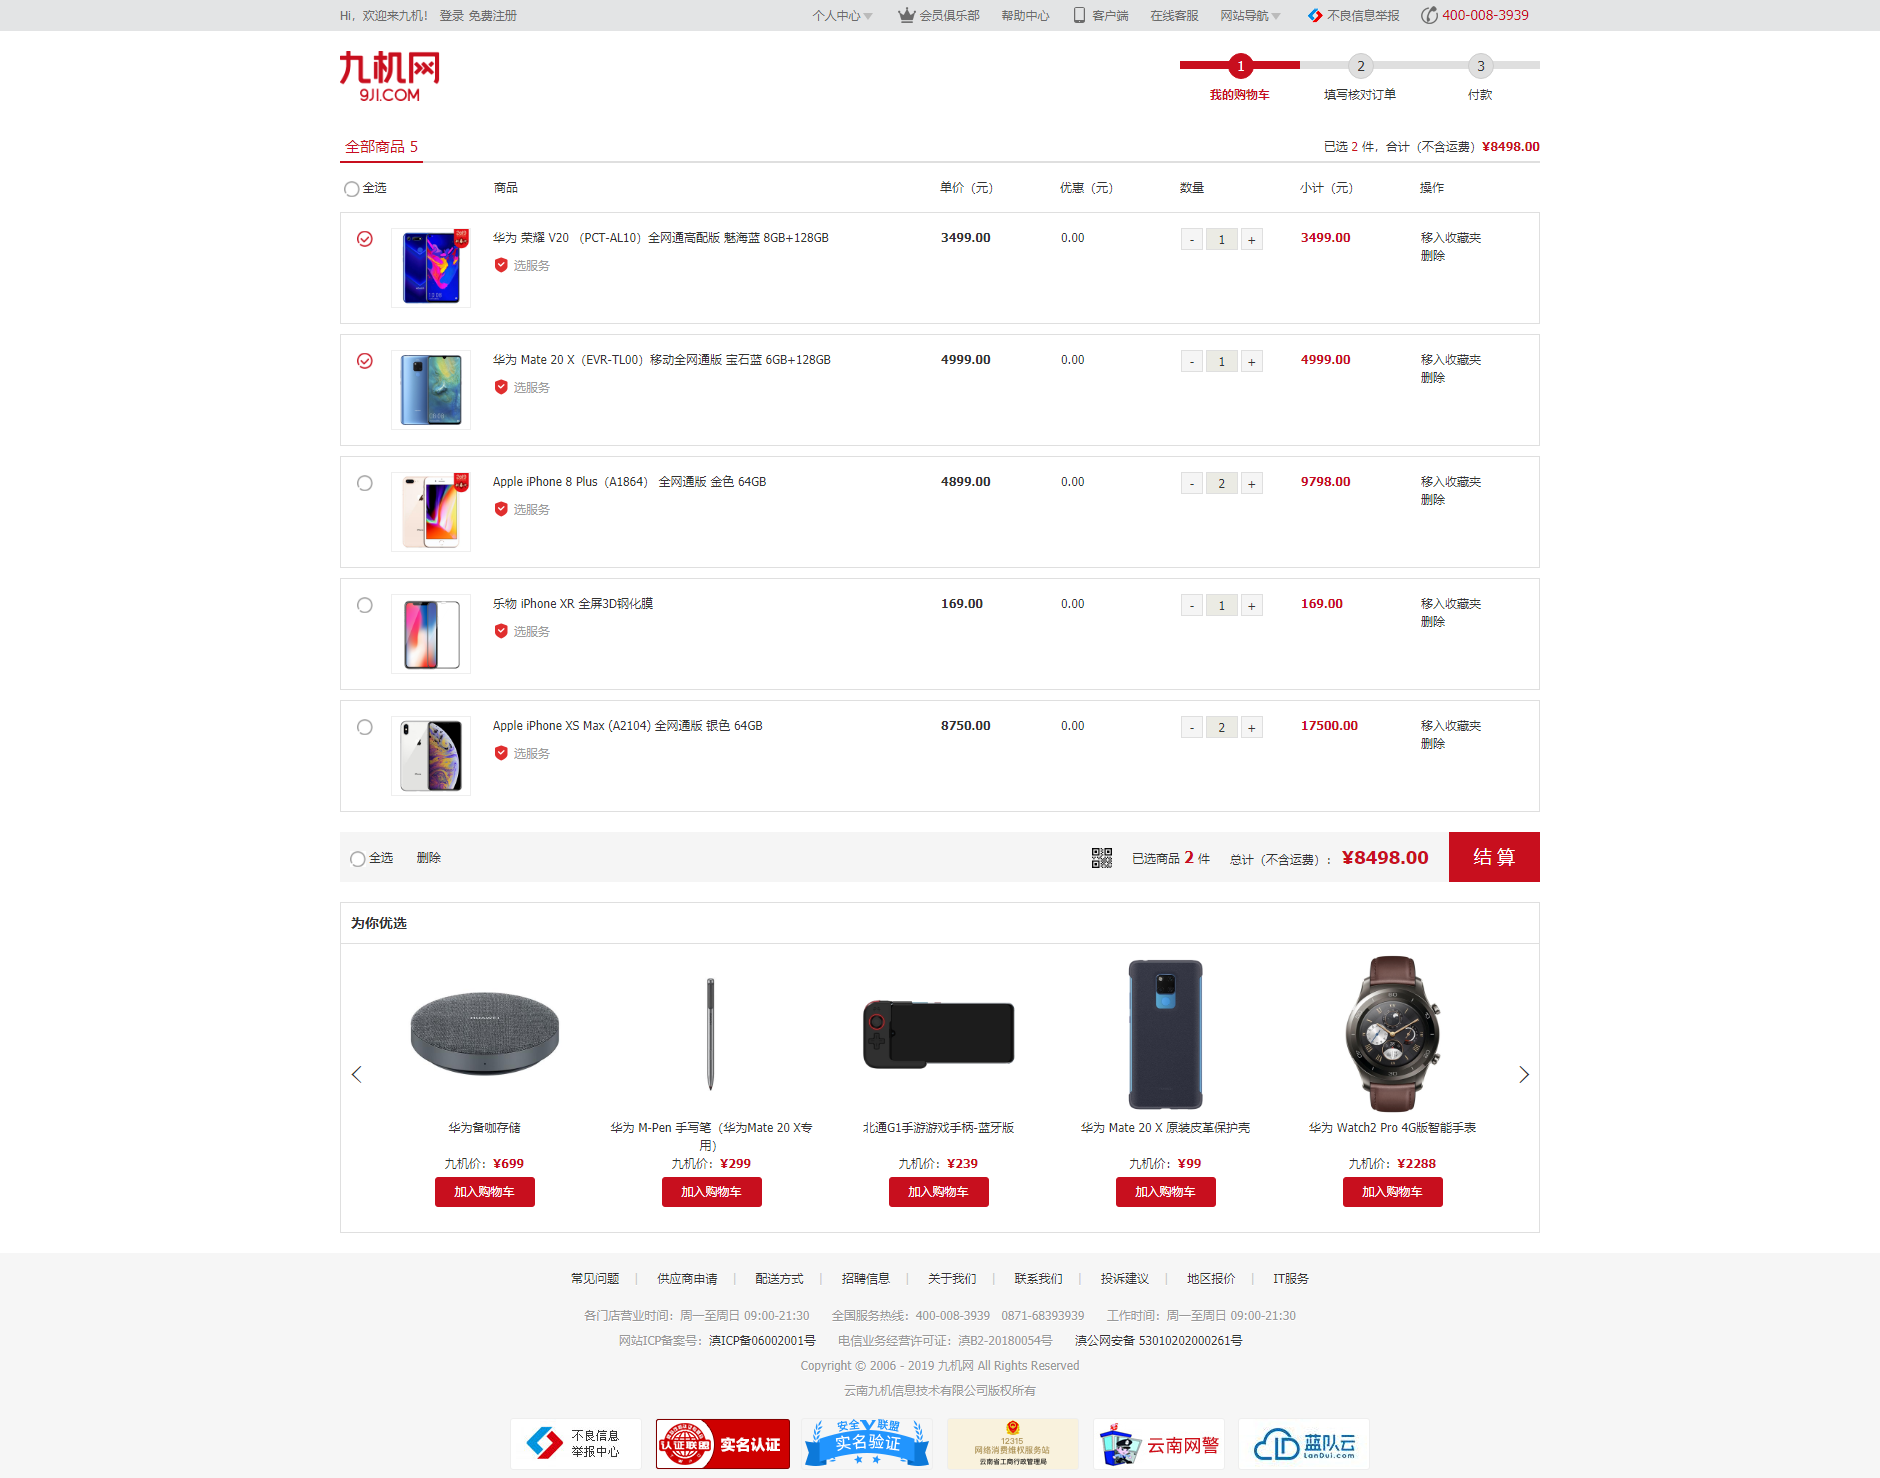 Hi，欢迎来九机！ 登录 免费注册 个人中心 会员俱乐部 帮助中心 客户端 在线客服 网站导航 不良信息举报 400-008-3939
九机网
9JI.COM
1 2 3
我的购物车 填写核对订单 付款
全部商品 5 已选 2 件，合计（不含运费）¥8498.00
全选 商品 单价（元） 优惠（元） 数量 小计（元） 操作
华为 荣耀 V20 （PCT-AL10）全网通高配版 魅海蓝 8GB+128GB 3499.00 0.00 - 1 + 3499.00 移入收藏夹
删除
选服务
华为 Mate 20 X（EVR-TL00）移动全网通版 宝石蓝 6GB+128GB 4999.00 0.00 - 1 + 4999.00 移入收藏夹
删除
选服务
Apple iPhone 8 Plus（A1864） 全网通版 金色 64GB 4899.00 0.00 - 2 + 9798.00 移入收藏夹
删除
选服务
乐物 iPhone XR 全屏3D钢化膜 169.00 0.00 - 1 + 169.00 移入收藏夹
删除
选服务
Apple iPhone XS Max (A2104) 全网通版 银色 64GB 8750.00 0.00 - 2 + 17500.00 移入收藏夹
删除
选服务
全选 删除 已选商品 2 件 总计（不含运费）： ¥8498.00 结 算
为你优选
HUAWEI
华为备咖存储 华为 M-Pen 手写笔（华为Mate 20 X专 北通G1手游游戏手柄-蓝牙版 华为 Mate 20 X 原装皮革保护壳 华为 Watch2 Pro 4G版智能手表
用）
九机价：¥699 九机价：¥299 九机价：¥239 九机价：¥99 九机价：¥2288
加入购物车 加入购物车 加入购物车 加入购物车 加入购物车
常见问题 | 供应商申请 | 配送方式 | 招聘信息 | 关于我们 | 联系我们 | 投诉建议 | 地区报价 | IT服务
各门店营业时间：周一至周日 09:00-21:30 全国服务热线：400-008-3939 0871-68393939 工作时间：周一至周日 09:00-21:30
网站ICP备案号：滇ICP备06002001号 电信业务经营许可证：滇B2-20180054号 滇公网安备 53010202000261号
Copyright © 2006 - 2019 九机网 All Rights Reserved
云南九机信息技术有限公司版权所有
不良信息
举报中心
认证联盟 实名认证
安全 联盟
实名验证
12315
网络消费维权服务站
云南省工商行政管理局
云南网警
蓝队云
LanDui.com